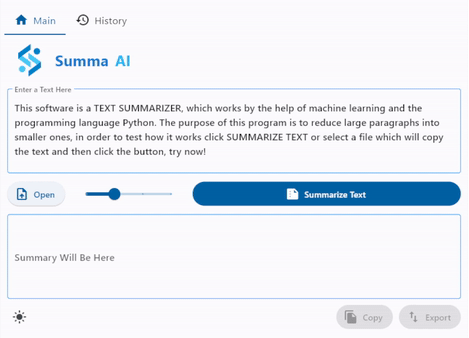 Main
History
Summa AI
Enter a Text Here
This software is a TEXT SUMMARIZER, which works by the help of machine learning and the
programming language Python. The purpose of this program is to reduce large paragraphs into
smaller ones, in order to test how it works click SUMMARIZE TEXT or select a file which will copy
the text and then click the button, try now!
Open
Summarize Text
Summary Will Be Here
Copy
Export